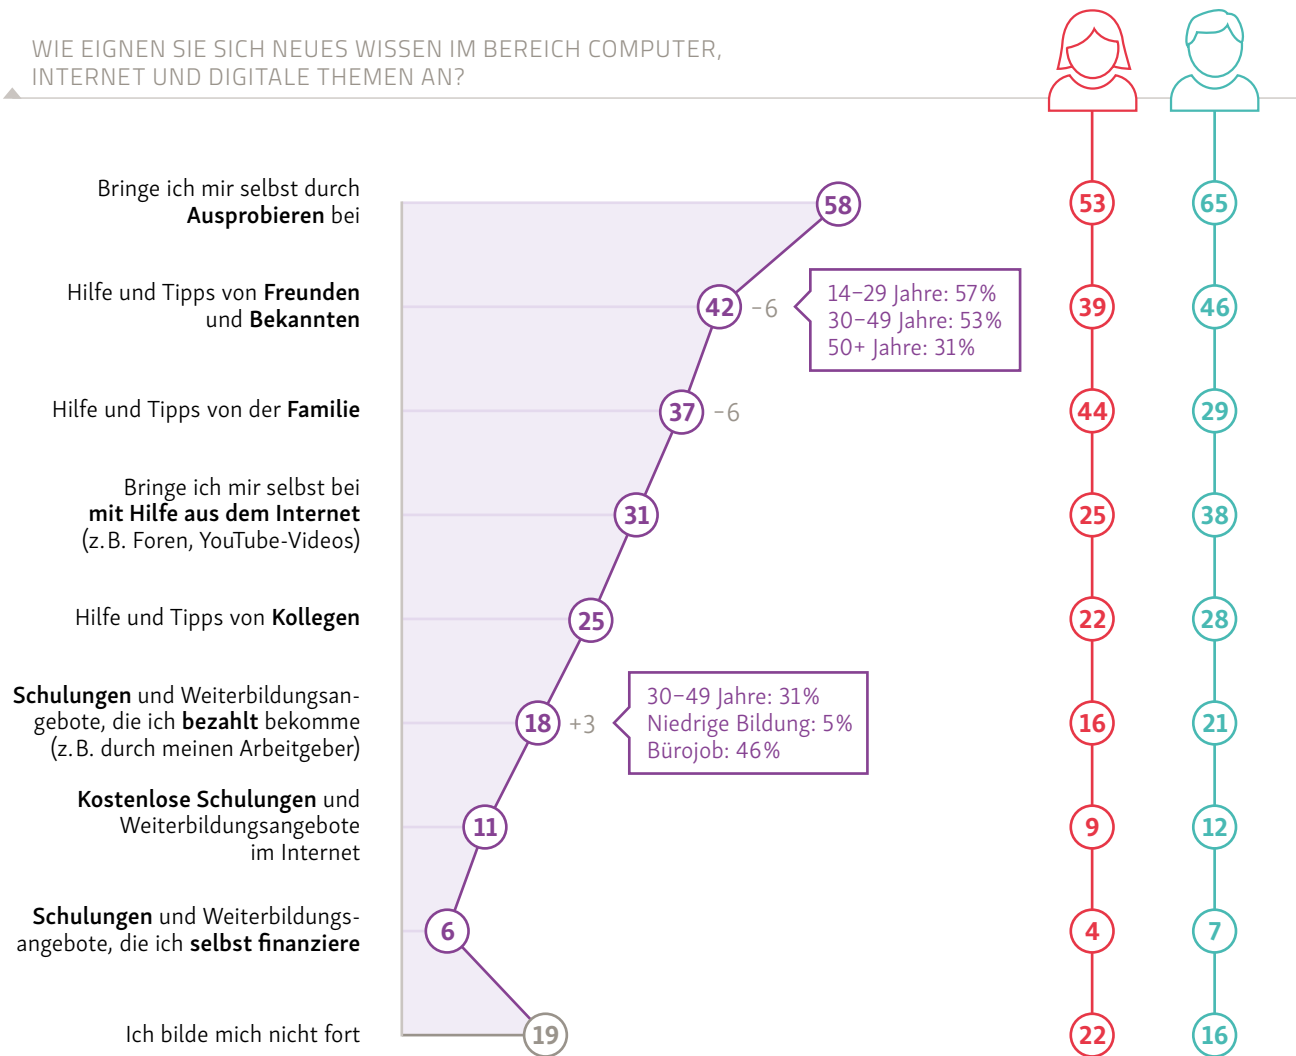 WIE EIGNEN SIE SICH NEUES WISSEN IM BEREICH COMPUTER,
INTERNET UND DIGITALE THEMEN AN?
Bringe ich mir selbst durch
Ausprobieren bei
58
53
65
Hilfe und Tipps von Freunden
und Bekannten
42
−6
14–29 Jahre: 57%
30–49 Jahre: 53%
50+ Jahre: 31%
39
46
Hilfe und Tipps von der Familie
37
−6
44
29
Bringe ich mir selbst bei
mit Hilfe aus dem Internet
(z.B. Foren, YouTube-Videos)
31
25
38
Hilfe und Tipps von Kollegen
25
22
28
Schulungen und Weiterbildungsan-
gebote, die ich bezahlt bekomme
(z.B. durch meinen Arbeitgeber)
18
+3
30–49 Jahre: 31%
Niedrige Bildung: 5%
Bürojob: 46%
16
21
Kostenlose Schulungen und
Weiterbildungsangebote
im Internet
11
9
12
Schulungen und Weiterbildungs-
angebote, die ich selbst finanziere
6
4
7
Ich bilde mich nicht fort
19
22
16